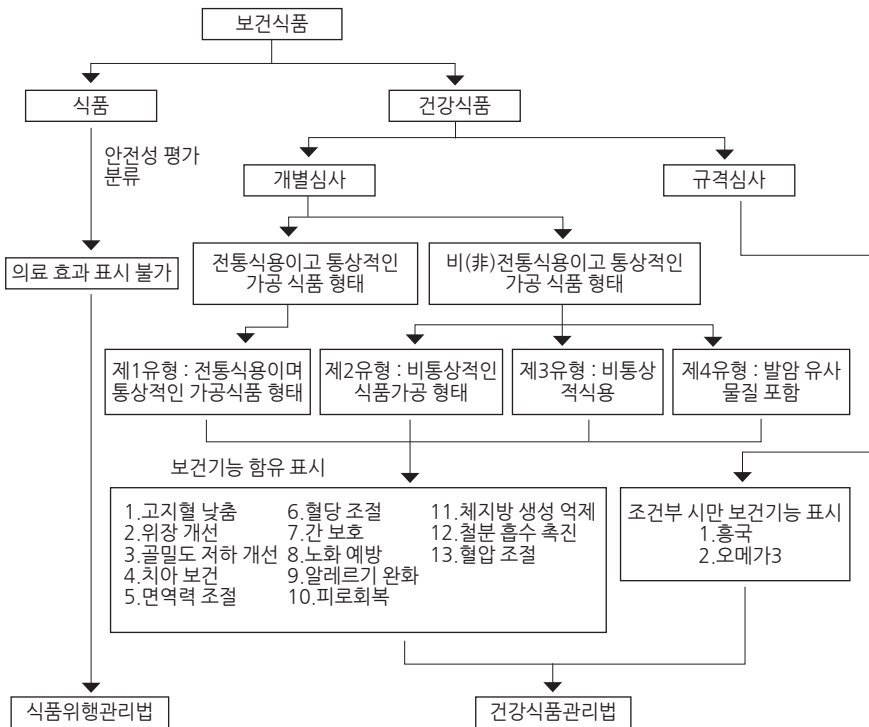 보건식품
식품
건강식품
안전성 평가
분류
개별심사
규격심사
의료 효과 표시 불가
전통식용이고 통상적인
가공 식품 형태
비(非)전통식용이고 통상적인
가공 식품 형태
제1유형 : 전통식용이며
통상적인 가공식품 형태
제2유형 : 비통상적인
식품가공 형태
제3유형 : 비통상
적식용
제4유형 : 발암 유사
물질 포함
보건기능 함유 표시
1.고지혈 낮춤
2.위장 개선
3.골밀도 저하 개선
4.치아 보건
5.면역력 조절
6.혈당 조절
7.간 보호
8.노화 예방
9.알레르기 완화
10.피로회복
11.체지방 생성 억제
12.철분 흡수 촉진
13.혈압 조절
조건부 시만 보건기능 표시
1.홍국
2.오메가3
식품위행관리법
건강식품관리법